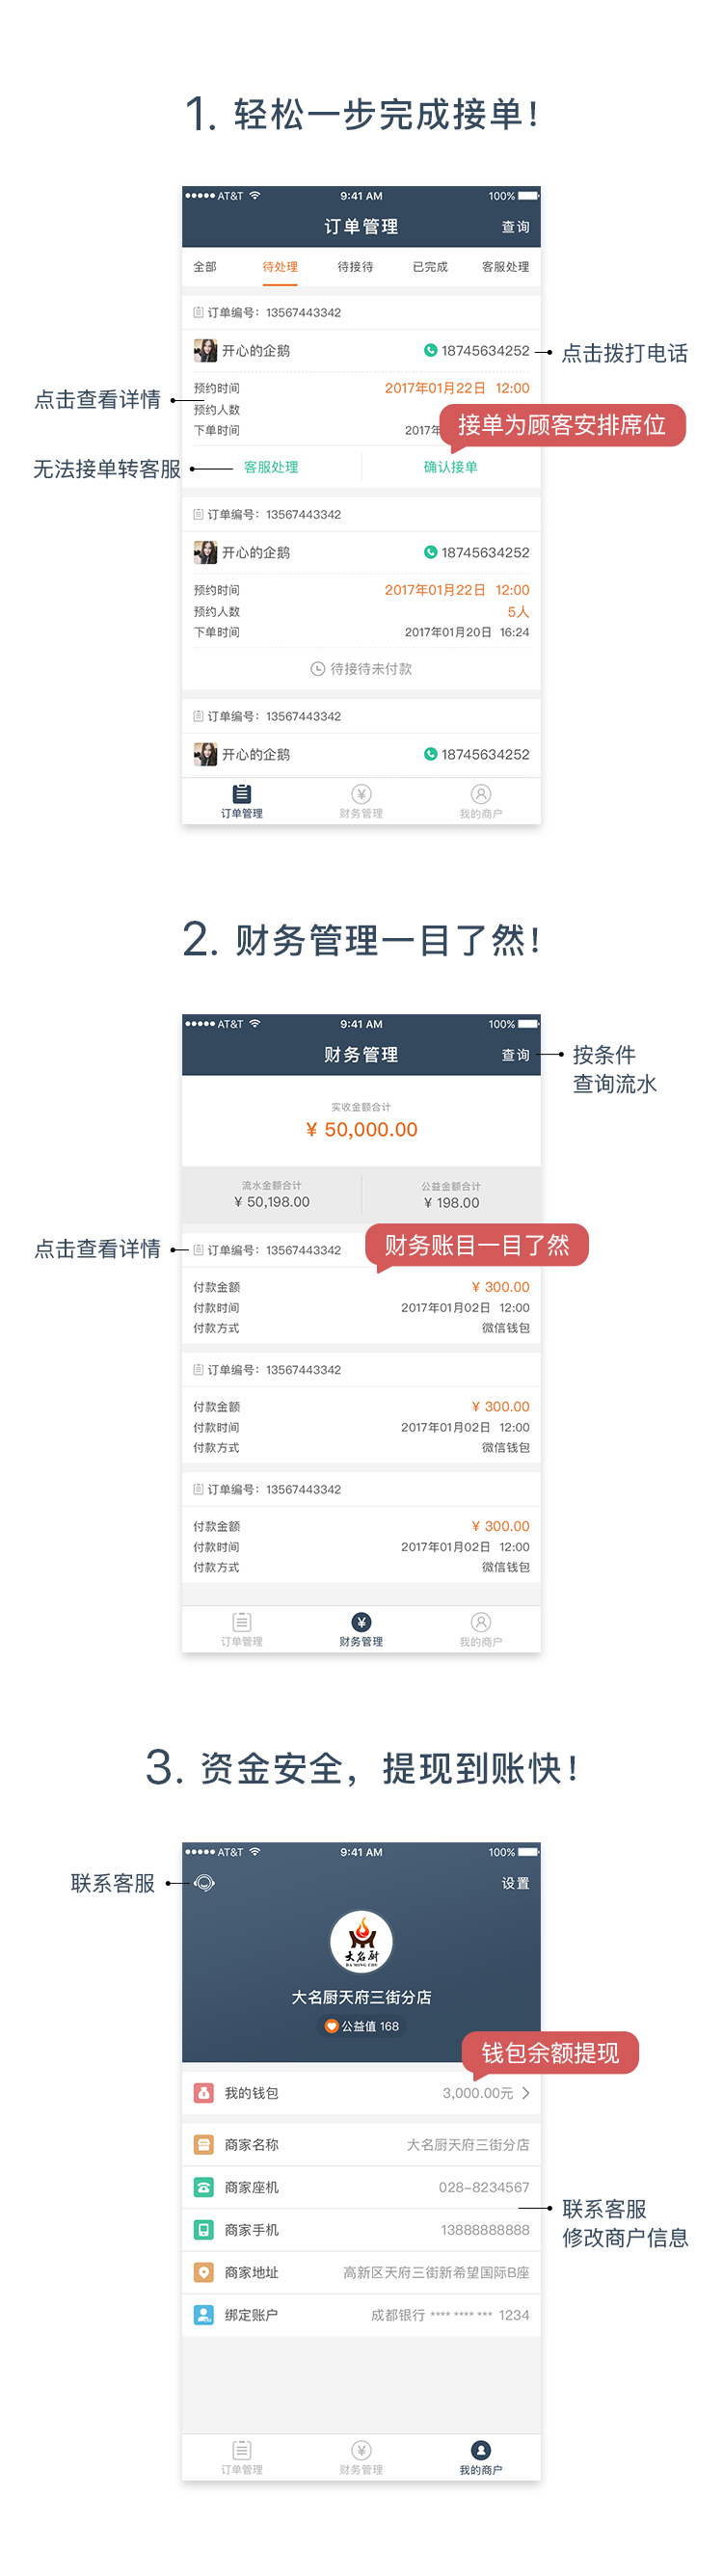 1. 轻松一步完成接单！
AT&T 9:41 AM 100%
订单管理 查询
全部 待处理 待接待 已完成 客服处理
订单编号：13567443342
开心的企鹅 18745634252
点击拨打电话
点击查看详情
预约时间 2017年01月22日 12:00
预约人数
接单为顾客安排席位
下单时间 2017年
无法接单转客服
客服处理 确认接单
订单编号：13567443342
开心的企鹅 18745634252
预约时间 2017年01月22日 12:00
预约人数 5人
下单时间 2017年01月20日 16:24
待接待未付款
订单编号：13567443342
开心的企鹅 18745634252
订单管理 财务管理 我的商户
2. 财务管理一目了然！
AT&T 9:41 AM 100%
财务管理 查询
按条件
查询流水
实收金额合计
¥ 50,000.00
流水金额合计 公益金额合计
¥ 50,198.00 ¥ 198.00
点击查看详情
订单编号：13567443342
财务账目一目了然
付款金额 ¥ 300.00
付款时间 2017年01月02日 12:00
付款方式 微信钱包
订单编号：13567443342
付款金额 ¥ 300.00
付款时间 2017年01月02日 12:00
付款方式 微信钱包
订单编号：13567443342
付款金额 ¥ 300.00
付款时间 2017年01月02日 12:00
付款方式 微信钱包
订单管理 财务管理 我的商户
3. 资金安全，提现到账快！
AT&T 9:41 AM 100%
联系客服
设置
大名厨
DA MING CHU
大名厨天府三街分店
公益值 168
钱包余额提现
我的钱包 3,000.00元
商家名称 大名厨天府三街分店
商家座机 028-8234567
联系客服
修改商户信息
商家手机 13888888888
商家地址 高新区天府三街新希望国际B座
绑定账户 成都银行 **** **** *** 1234
订单管理 财务管理 我的商户